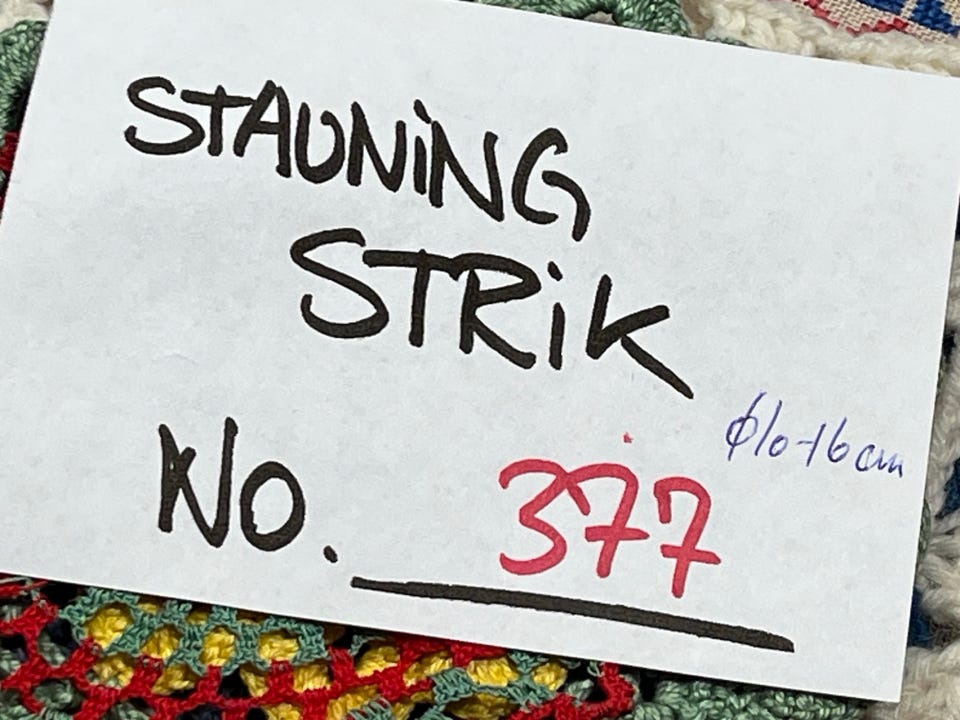 STAUNiNG
STRiK
ø10-16 cm
No. 377